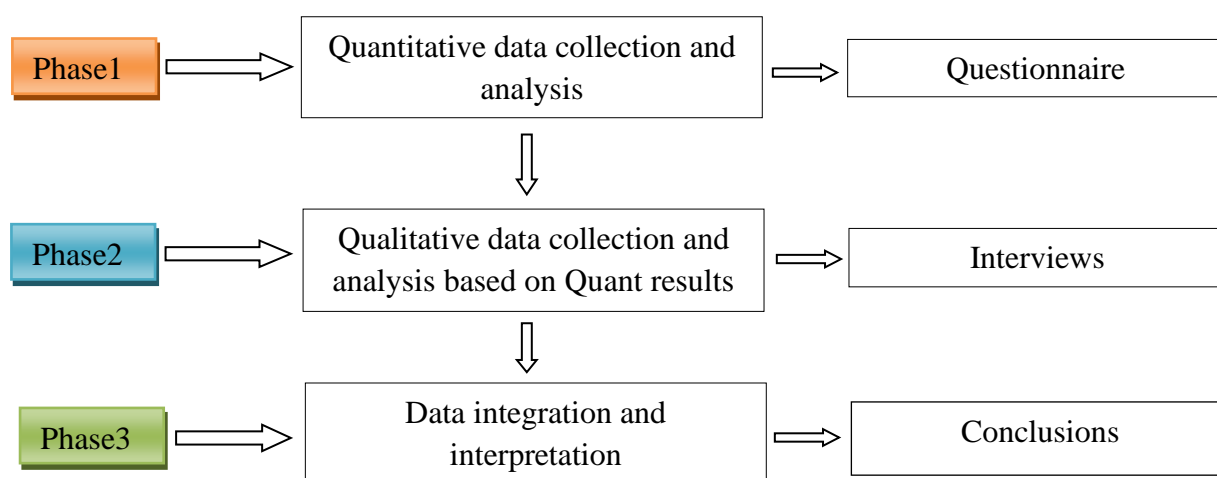 Phase1
Quantitative data collection and
analysis
Questionnaire
Phase2
Qualitative data collection and
analysis based on Quant results
Interviews
Phase3
Data integration and
interpretation
Conclusions